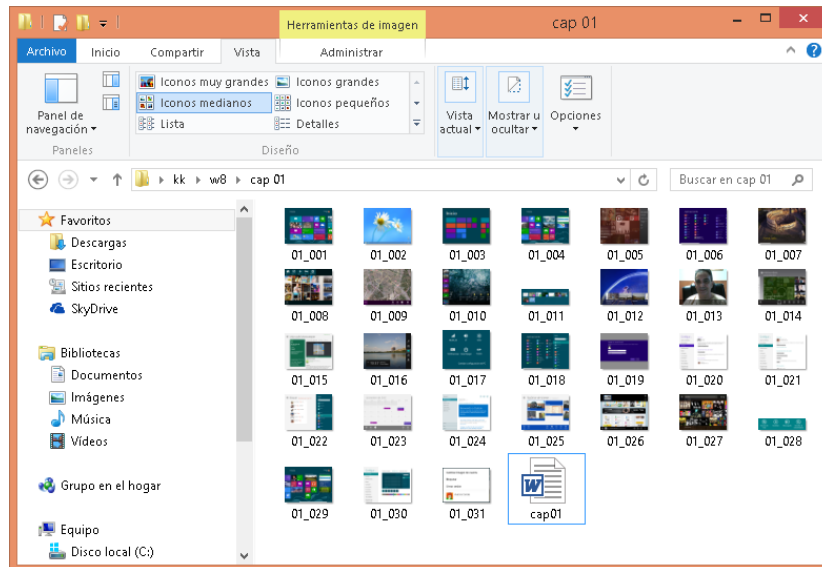 Herramientas de imagen
cap 01
Archivo Inicio Compartir Vista Administrar
Panel de navegación
Iconos muy grandes Iconos grandes
Iconos medianos Iconos pequeños
Lista Detalles
Vista actual
Mostrar u ocultar
Opciones
Paneles Diseño
kk w8 cap 01
Buscar en cap 01
Favoritos
Descargas
Escritorio
Sitios recientes
SkyDrive
Bibliotecas
Documentos
Imágenes
Música
Vídeos
Grupo en el hogar
Equipo
Disco local (C:)
01_001 01_002 01_003 01_004 01_005 01_006 01_007
01_008 01_009 01_010 01_011 01_012 01_013 01_014
01_015 01_016 01_017 01_018 01_019 01_020 01_021
01_022 01_023 01_024 01_025 01_026 01_027 01_028
01_029 01_030 01_031 cap01